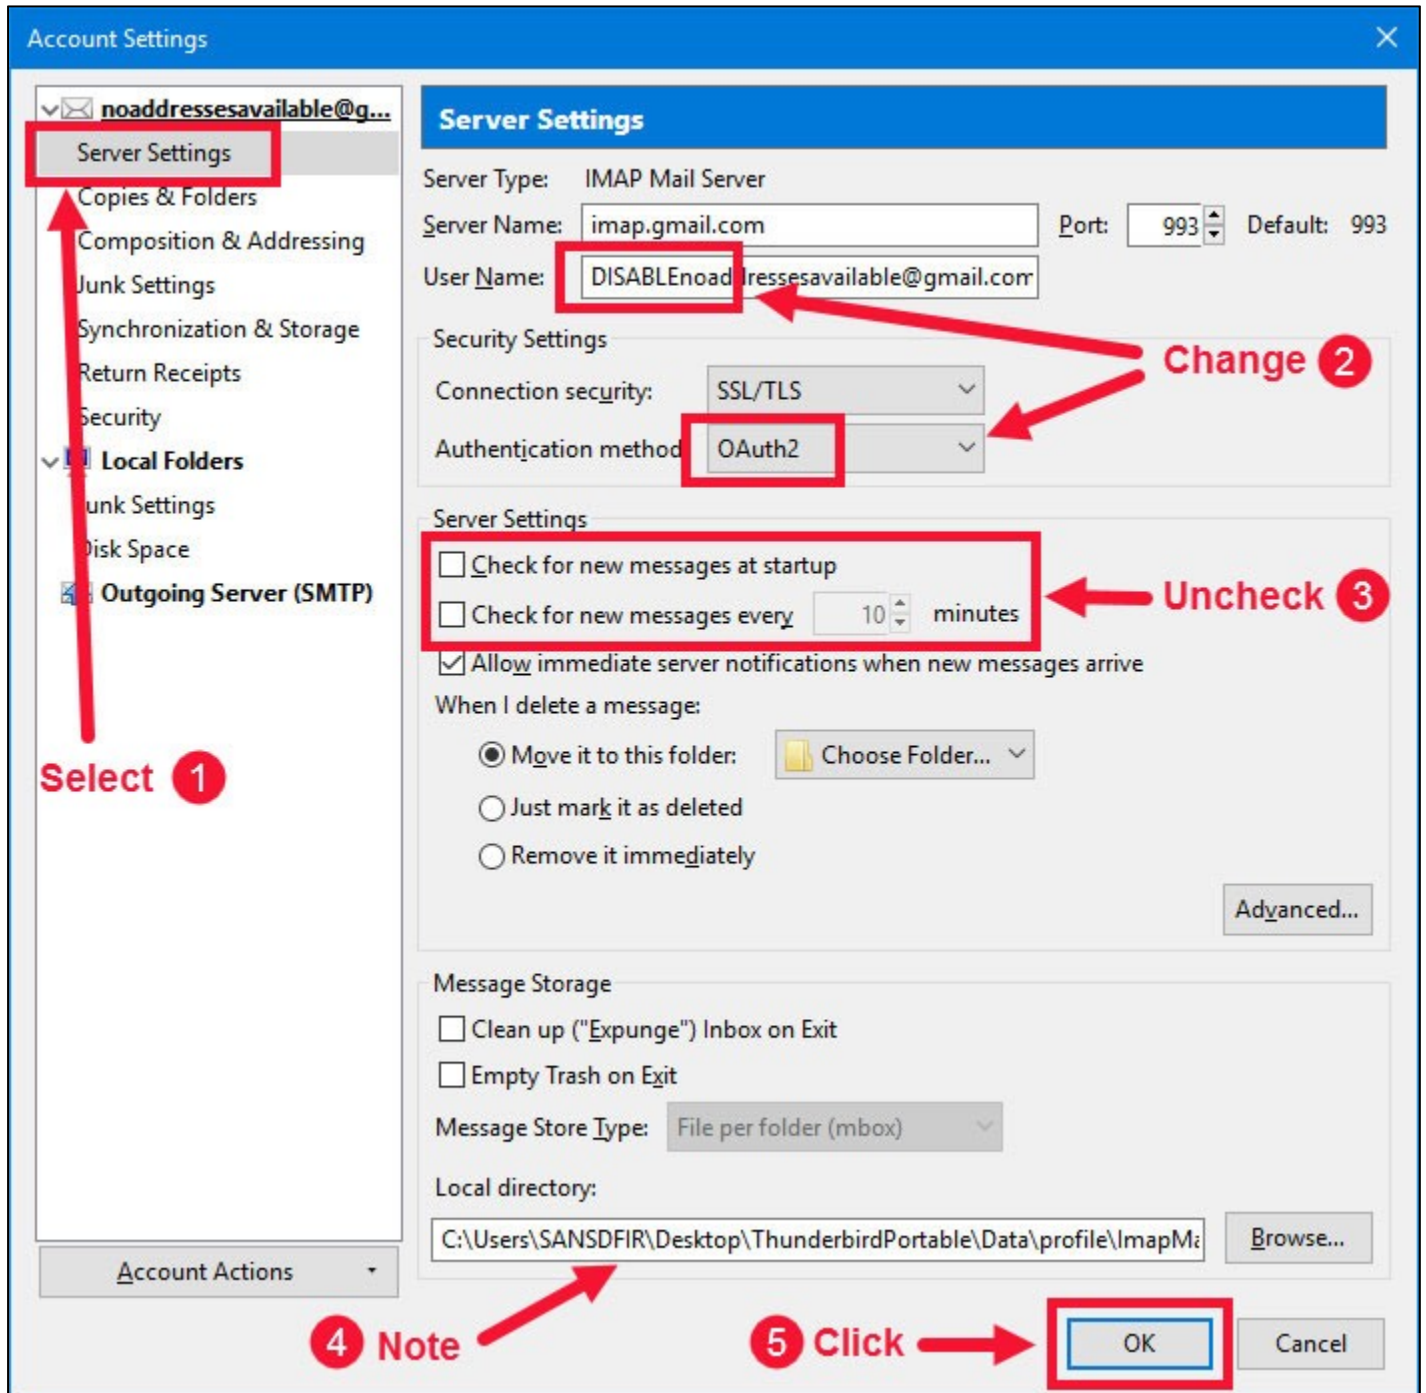 Account Settings
noaddressesavailable@g...
Server Settings
Copies & Folders
Composition & Addressing
Junk Settings
Synchronization & Storage
Return Receipts
Security
Local Folders
Junk Settings
Disk Space
Outgoing Server (SMTP)
Select 1
Account Actions
Server Settings
Server Type: IMAP Mail Server
Server Name: imap.gmail.com Port: 993 Default: 993
User Name: DISABLEnoaddressesavailable@gmail.com
Security Settings
Change 2
Connection security: SSL/TLS
Authentication method OAuth2
Server Settings
Check for new messages at startup
Uncheck 3
Check for new messages every 10 minutes
Allow immediate server notifications when new messages arrive
When I delete a message:
Move it to this folder: Choose Folder...
Just mark it as deleted
Remove it immediately
Advanced...
Message Storage
Clean up ("Expunge") Inbox on Exit
Empty Trash on Exit
Message Store Type: File per folder (mbox)
Local directory:
C:\Users\SANSDFIR\Desktop\ThunderbirdPortable\Data\profile\ImapMa Browse...
4 Note
5 Click
OK Cancel